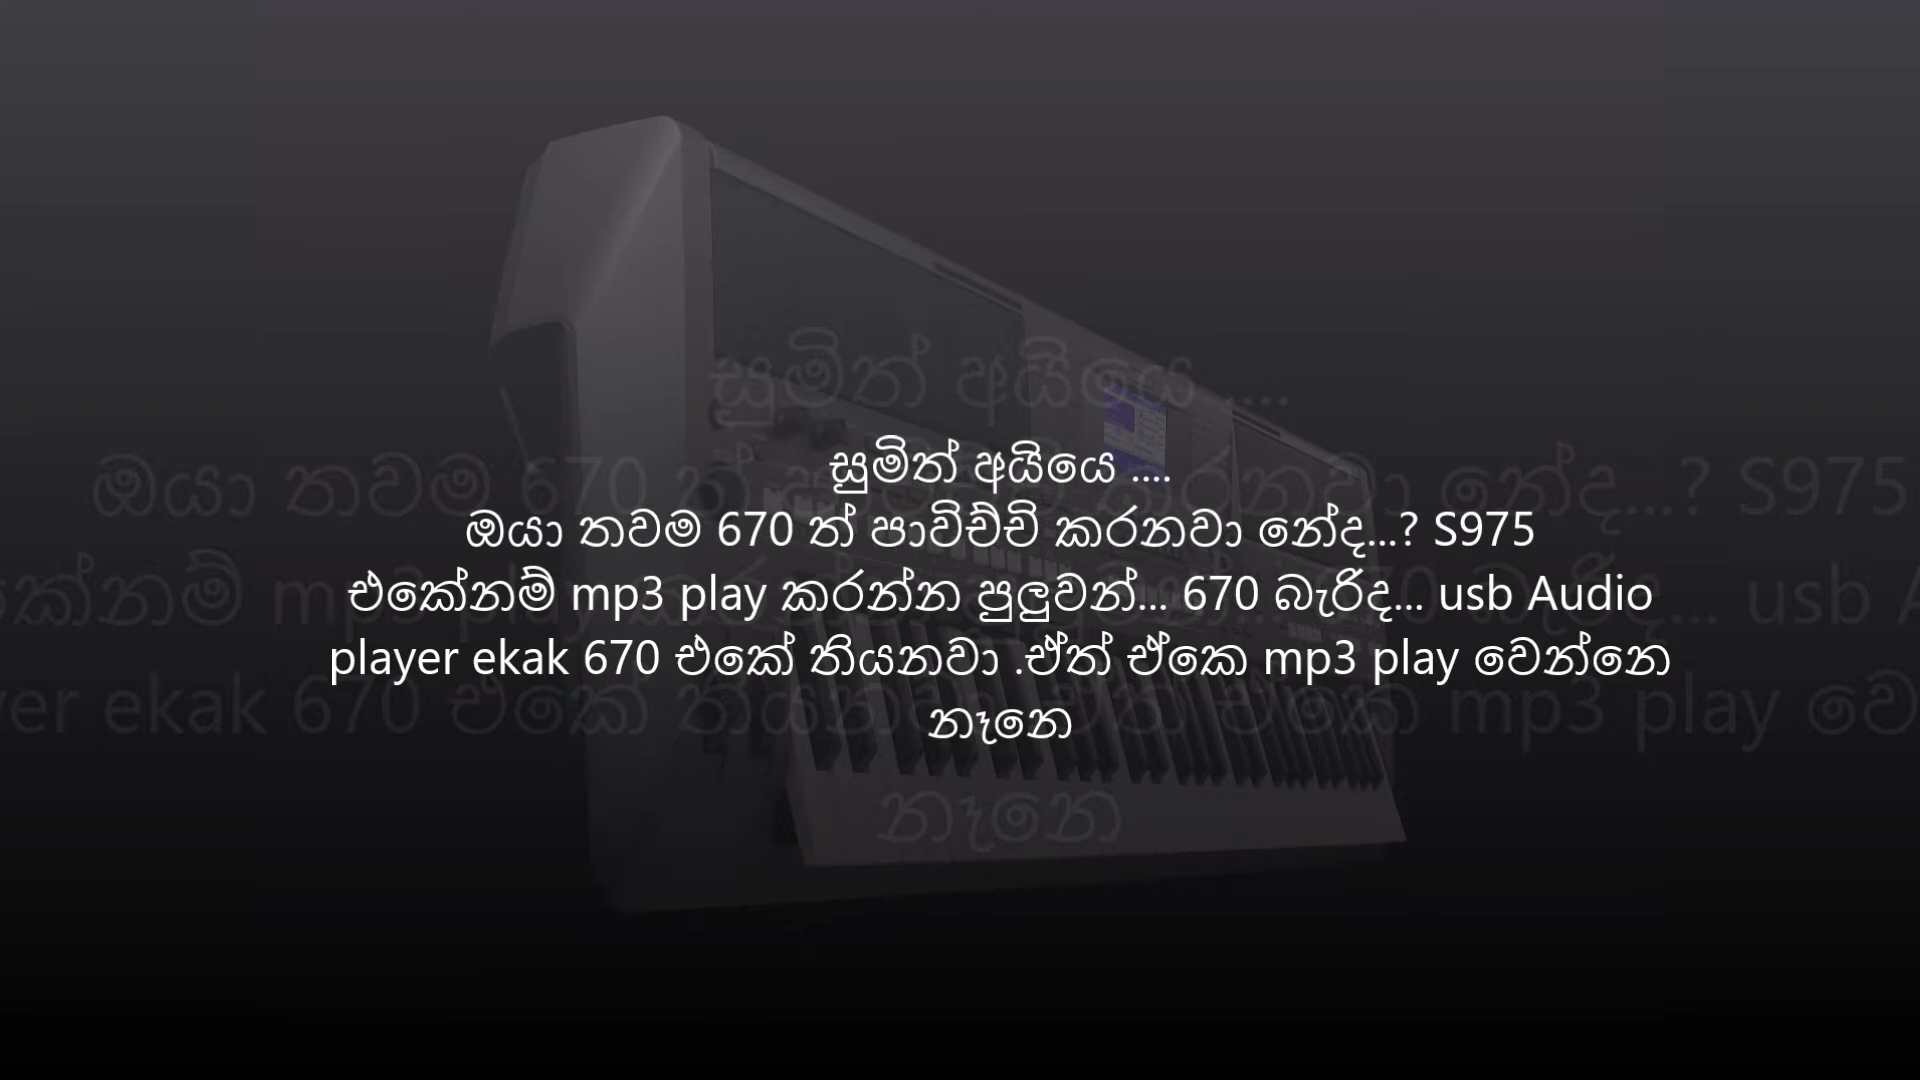 සුමිත් අයියෙ ....
ඔයා තවම 670 ත් පාවිච්චි කරනවා නේද...? S975
එකේනම් mp3 play කරන්න පුලුවන්... 670 බැරිද... usb Audio
player ekak 670 එකේ තියනවා .ඒත් ඒකෙ mp3 play වෙන්නෙ
නෑනෙ